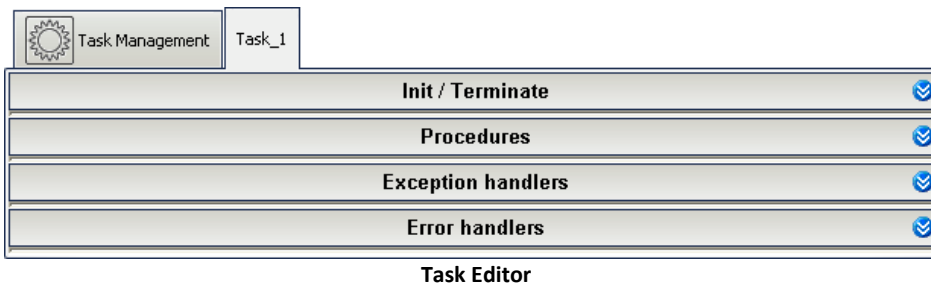 Task Management
Task_1
Init / Terminate
Procedures
Exception handlers
Error handlers
Task Editor